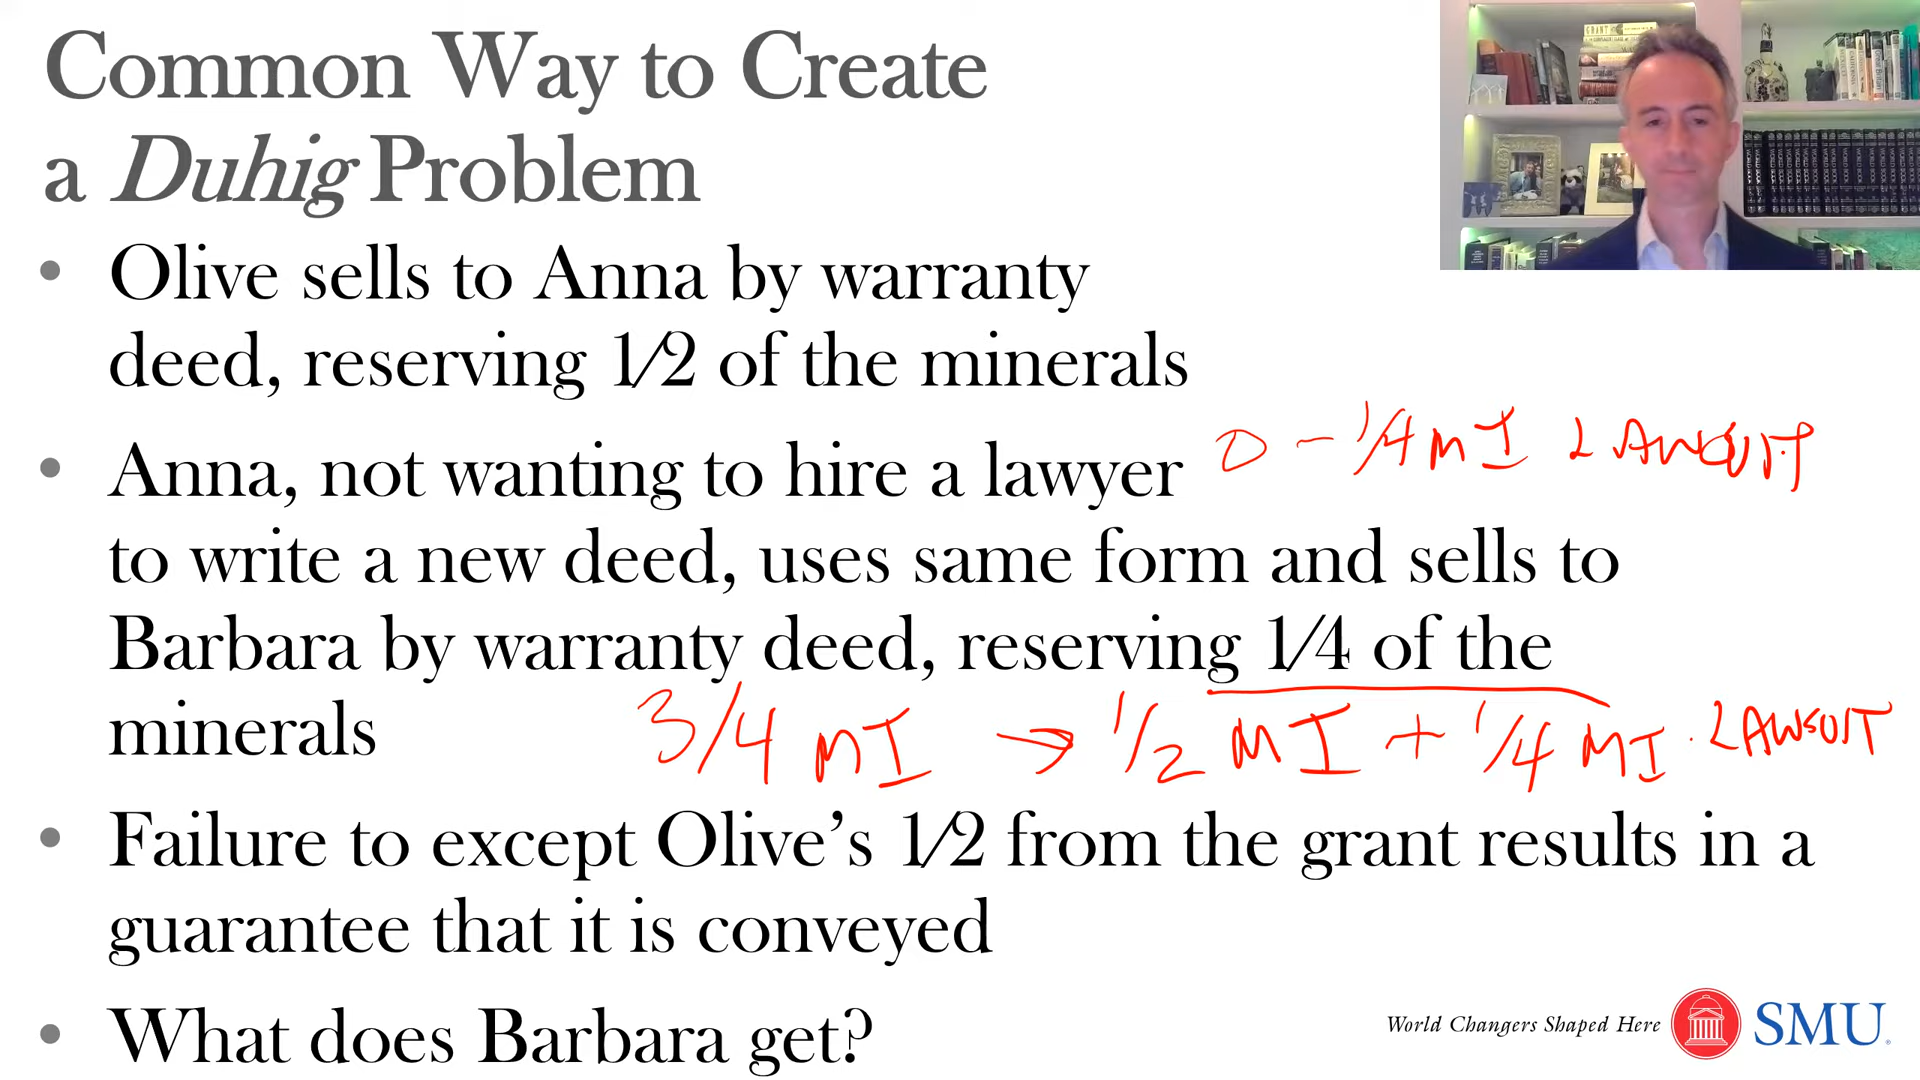 Common Way to Create
a Duhig Problem
• Olive sells to Anna by warranty
deed, reserving 1/2 of the minerals
• Anna, not wanting to hire a lawyer
0 - 1/4 MI LAWSUIT
to write a new deed, uses same form and sells to
Barbara by warranty deed, reserving 1/4 of the
minerals
3/4 MI → 1/2 MI + 1/4 MI . LAWSUIT
• Failure to except Olive's 1/2 from the grant results in a
guarantee that it is conveyed
• What does Barbara get?
World Changers Shaped Here SMU